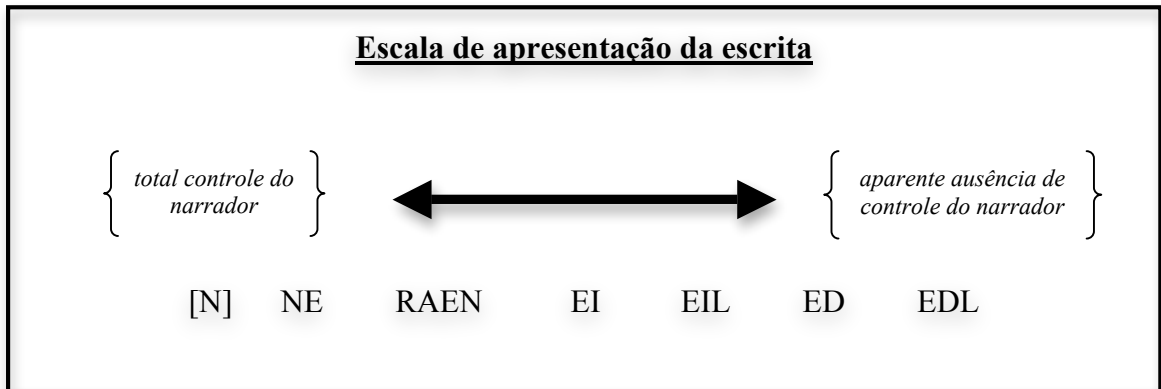 Escala de apresentação da escrita
total controle do
narrador
aparente ausência de
controle do narrador
[N] NE RAEN EI EIL ED EDL